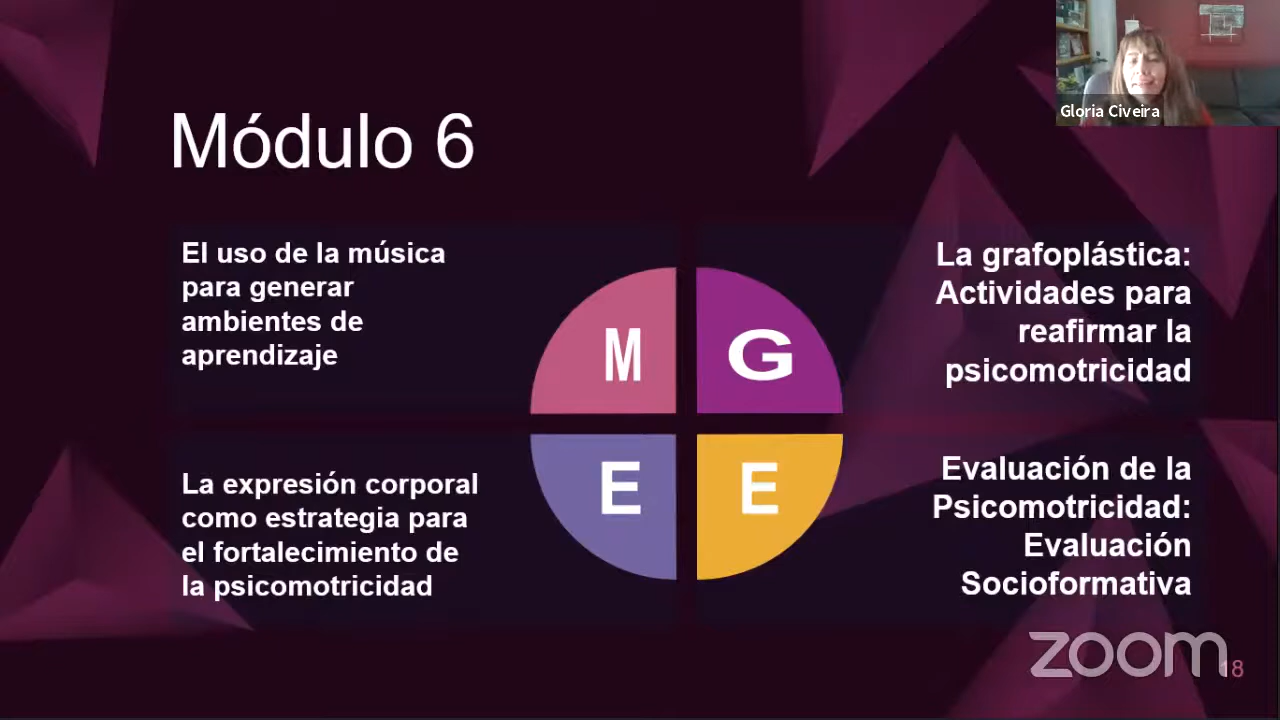 Gloria Civeira
Módulo 6
El uso de la música
para generar
ambientes de
aprendizaje
M
G
La grafoplástica:
Actividades para
reafirmar la
psicomotricidad
La expresión corporal
como estrategia para
el fortalecimiento de
la psicomotricidad
E
E
Evaluación de la
Psicomotricidad:
Evaluación
Socioformativa
zoom
18